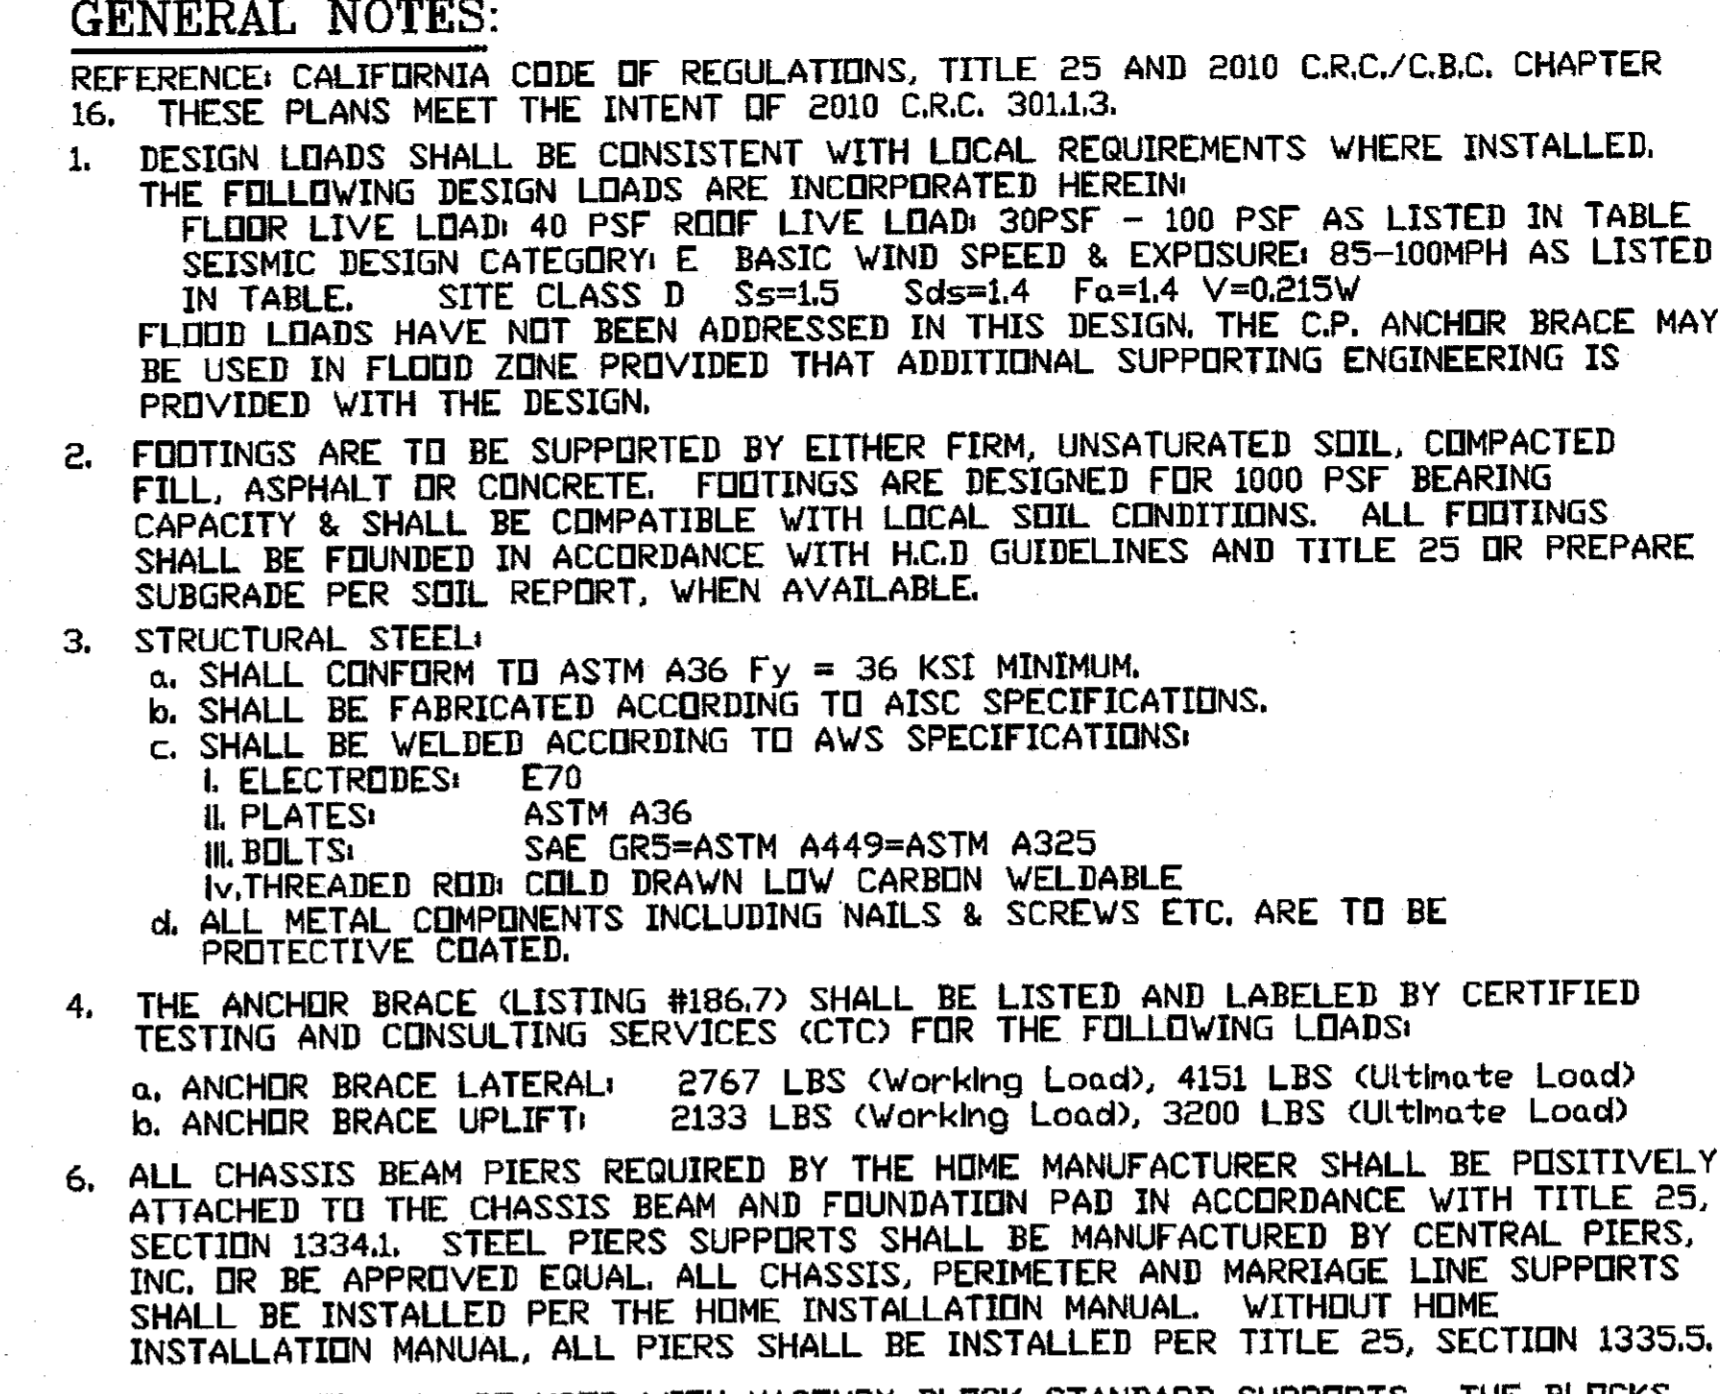 GENERAL NOTES:
REFERENCE: CALIFORNIA CODE OF REGULATIONS, TITLE 25 AND 2010 C.R.C./C.B.C. CHAPTER
16. THESE PLANS MEET THE INTENT OF 2010 C.R.C. 301.1.3.
1. DESIGN LOADS SHALL BE CONSISTENT WITH LOCAL REQUIREMENTS WHERE INSTALLED.
THE FOLLOWING DESIGN LOADS ARE INCORPORATED HEREIN:
FLOOR LIVE LOAD: 40 PSF ROOF LIVE LOAD: 30PSF - 100 PSF AS LISTED IN TABLE
SEISMIC DESIGN CATEGORY: E BASIC WIND SPEED & EXPOSURE: 85-100MPH AS LISTED
IN TABLE. SITE CLASS D Ss=1.5 Sds=1.4 Fa=1.4 V=0.215W
FLOOD LOADS HAVE NOT BEEN ADDRESSED IN THIS DESIGN. THE C.P. ANCHOR BRACE MAY
BE USED IN FLOOD ZONE PROVIDED THAT ADDITIONAL SUPPORTING ENGINEERING IS
PROVIDED WITH THE DESIGN.
2. FOOTINGS ARE TO BE SUPPORTED BY EITHER FIRM, UNSATURATED SOIL, COMPACTED
FILL, ASPHALT OR CONCRETE. FOOTINGS ARE DESIGNED FOR 1000 PSF BEARING
CAPACITY & SHALL BE COMPATIBLE WITH LOCAL SOIL CONDITIONS. ALL FOOTINGS
SHALL BE FOUNDED IN ACCORDANCE WITH H.C.D GUIDELINES AND TITLE 25 OR PREPARE
SUBGRADE PER SOIL REPORT, WHEN AVAILABLE.
3. STRUCTURAL STEEL:
a. SHALL CONFORM TO ASTM A36 Fy = 36 KSI MINIMUM.
b. SHALL BE FABRICATED ACCORDING TO AISC SPECIFICATIONS.
c. SHALL BE WELDED ACCORDING TO AWS SPECIFICATIONS:
i. ELECTRODES: E70
ii. PLATES: ASTM A36
iii. BOLTS: SAE GR5=ASTM A449=ASTM A325
iv. THREADED ROD: COLD DRAWN LOW CARBON WELDABLE
d. ALL METAL COMPONENTS INCLUDING NAILS & SCREWS ETC. ARE TO BE
PROTECTIVE COATED.
4. THE ANCHOR BRACE (LISTING #186.7) SHALL BE LISTED AND LABELED BY CERTIFIED
TESTING AND CONSULTING SERVICES (CTC) FOR THE FOLLOWING LOADS:
a. ANCHOR BRACE LATERAL: 2767 LBS (Working Load), 4151 LBS (Ultimate Load)
b. ANCHOR BRACE UPLIFT: 2133 LBS (Working Load), 3200 LBS (Ultimate Load)
6. ALL CHASSIS BEAM PIERS REQUIRED BY THE HOME MANUFACTURER SHALL BE POSITIVELY
ATTACHED TO THE CHASSIS BEAM AND FOUNDATION PAD IN ACCORDANCE WITH TITLE 25,
SECTION 1334.1. STEEL PIERS SUPPORTS SHALL BE MANUFACTURED BY CENTRAL PIERS,
INC. OR BE APPROVED EQUAL. ALL CHASSIS, PERIMETER AND MARRIAGE LINE SUPPORTS
SHALL BE INSTALLED PER THE HOME INSTALLATION MANUAL. WITHOUT HOME
INSTALLATION MANUAL, ALL PIERS SHALL BE INSTALLED PER TITLE 25, SECTION 1335.5.